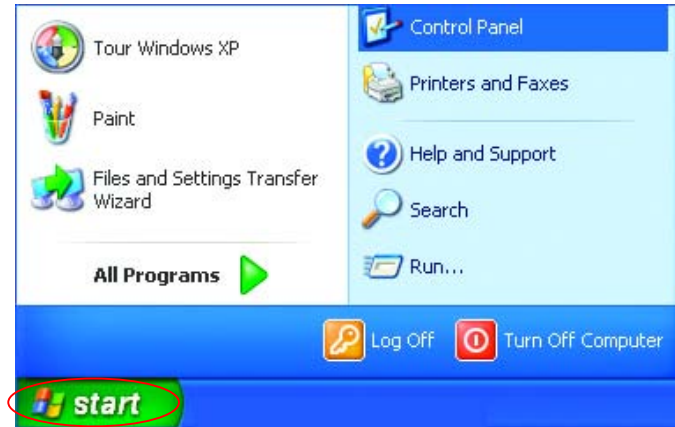 Tour Windows XP
Paint
Files and Settings Transfer
Wizard
All Programs
Control Panel
Printers and Faxes
Help and Support
Search
Run...
Log Off
Turn Off Computer
start